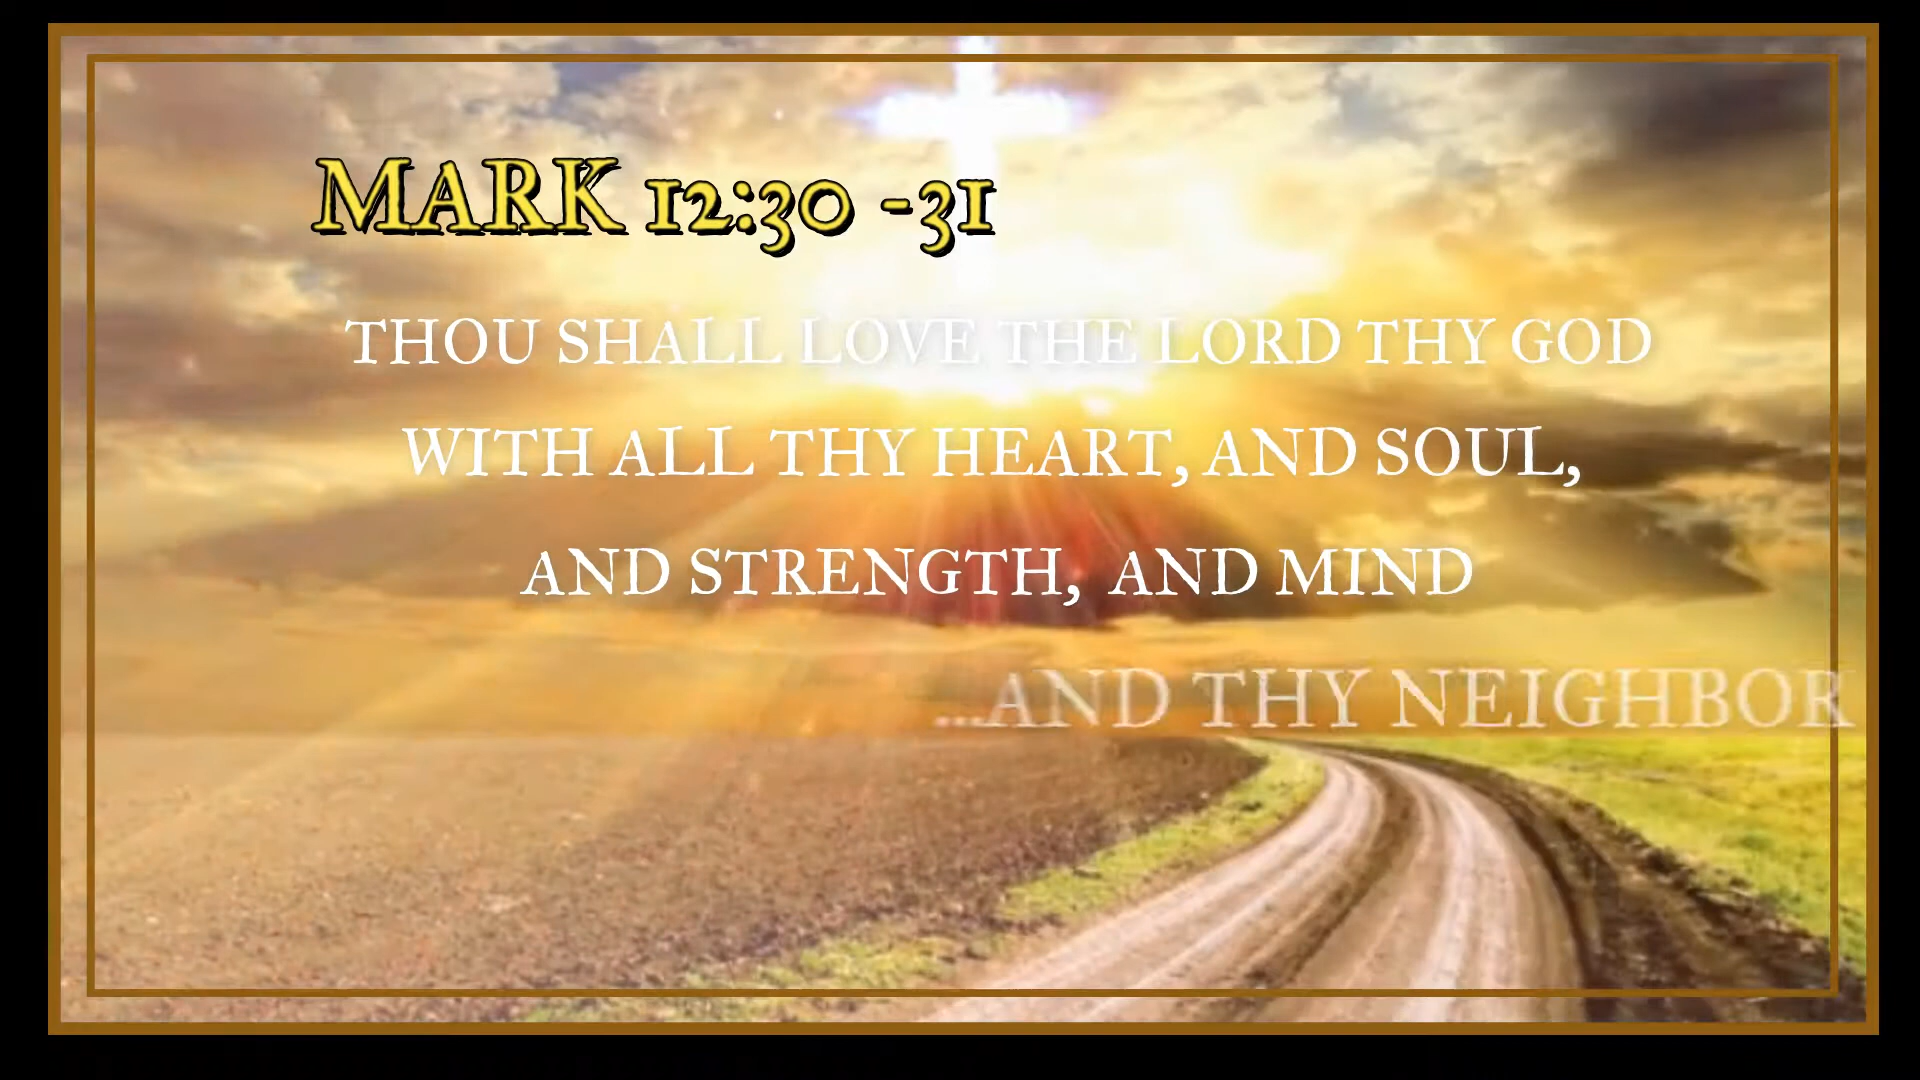 MARK 12:30 -31
THOU SHALL LOVE THE LORD THY GOD
WITH ALL THY HEART, AND SOUL,
AND STRENGTH, AND MIND
...AND THY NEIGHBOR